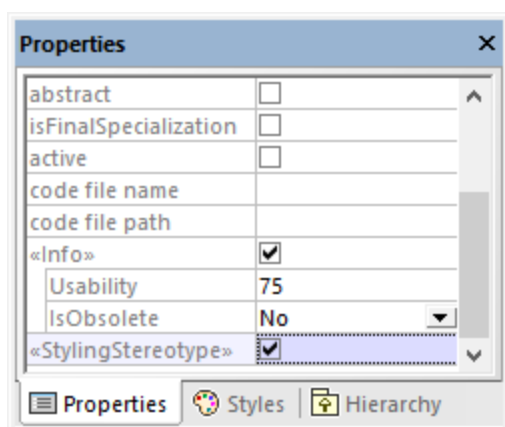 Properties
abstract
isFinalSpecialization
active
code file name
code file path
«Info»
Usability 75
IsObsolete No
«StylingStereotype»
Properties Styles Hierarchy